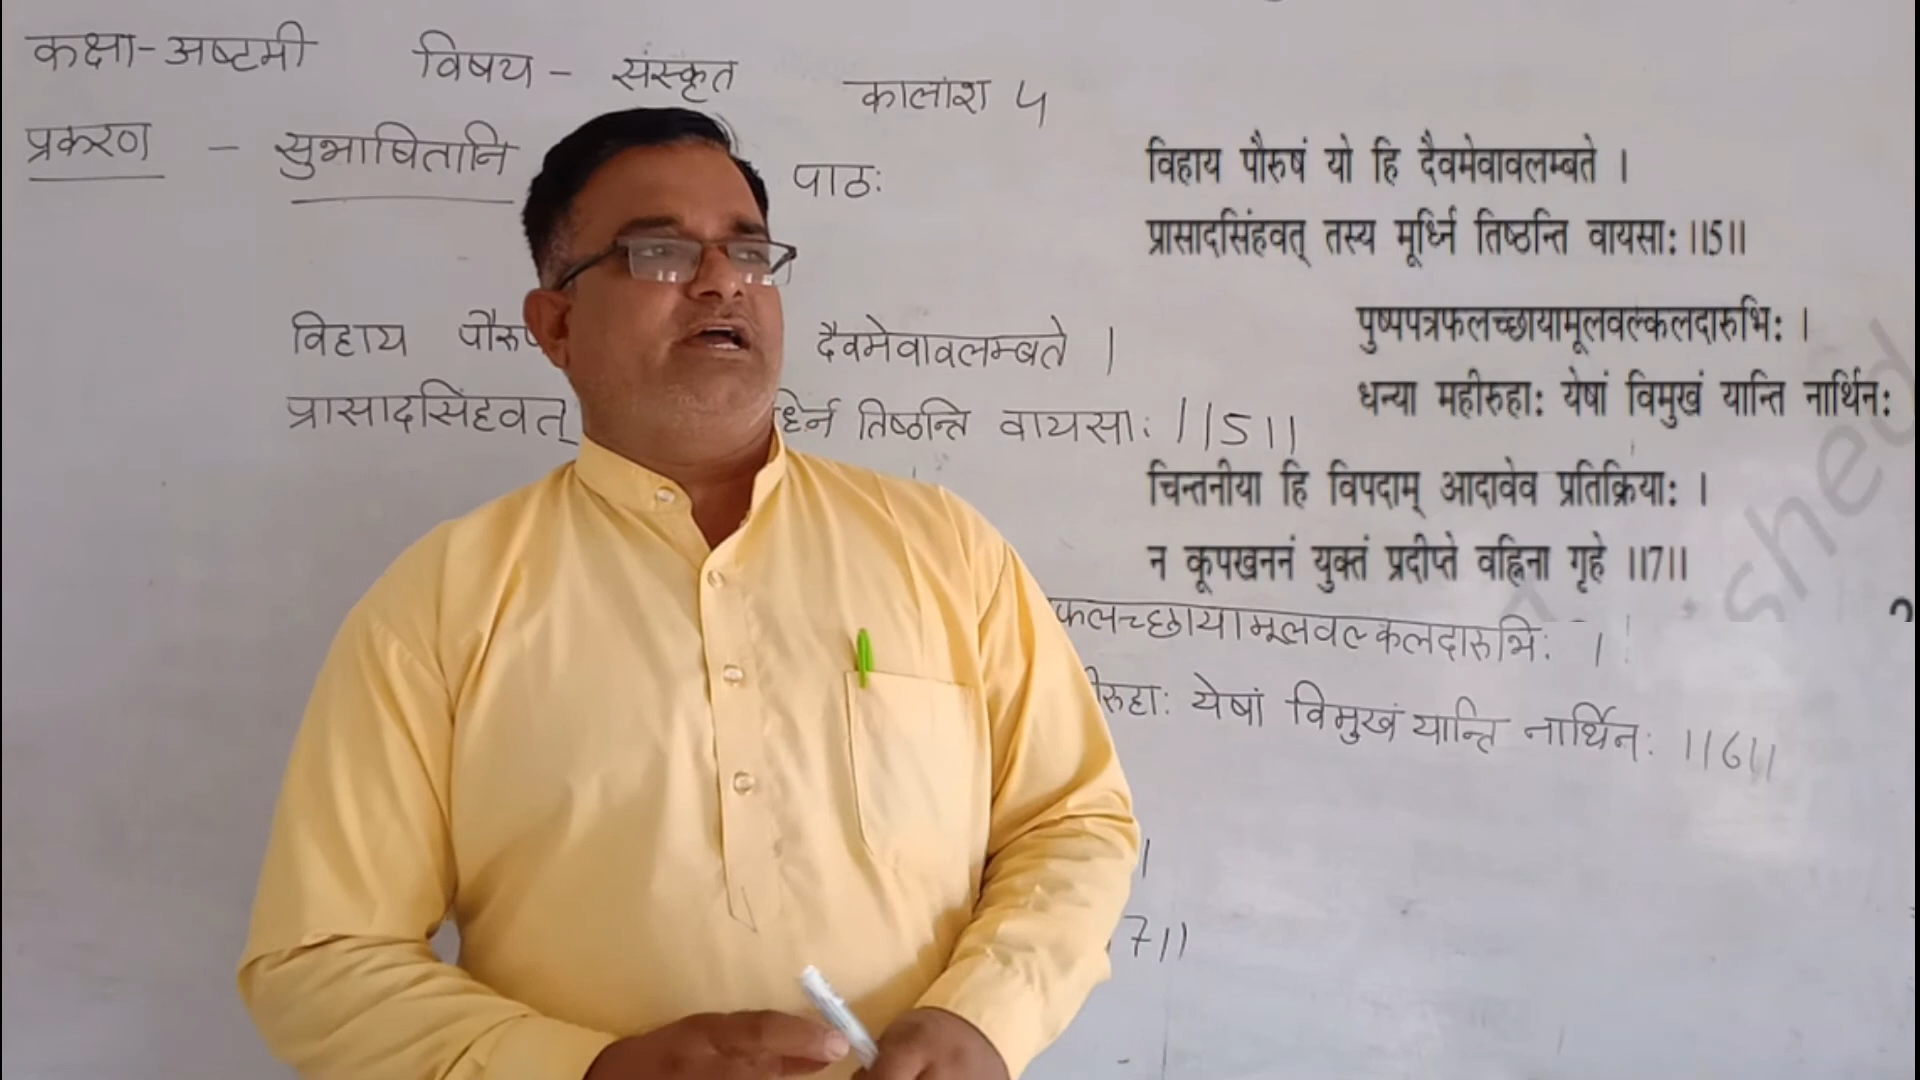 कक्षा-अष्टमी विषय - संस्कृत कालांश 4
प्रकरण - सुभाषितानि पाठः
विहाय पौरुषं यो हि दैवमेवावलम्बते ।
प्रासादसिंहवत् तस्य मूर्ध्नि तिष्ठन्ति वायसाः ।।5।।
पुष्पपत्रफलच्छायामूलवल्कलदारुभिः ।
धन्या महीरुहाः येषां विमुखं यान्ति नार्थिनः
चिन्तनीया हि विपदाम् आदावेव प्रतिक्रियाः ।
न कूपखननं युक्तं प्रदीप्ते वह्निना गृहे ।।7।।
विहाय दैवमेवावलम्बते ।
प्रासादसिंहवत् तिष्ठन्ति वायसाः ।।5।।
फलच्छायामूलवल्कलदारुभिः ।
येषां विमुखं यान्ति नार्थिनः ।।6।।
।
7।।
shed